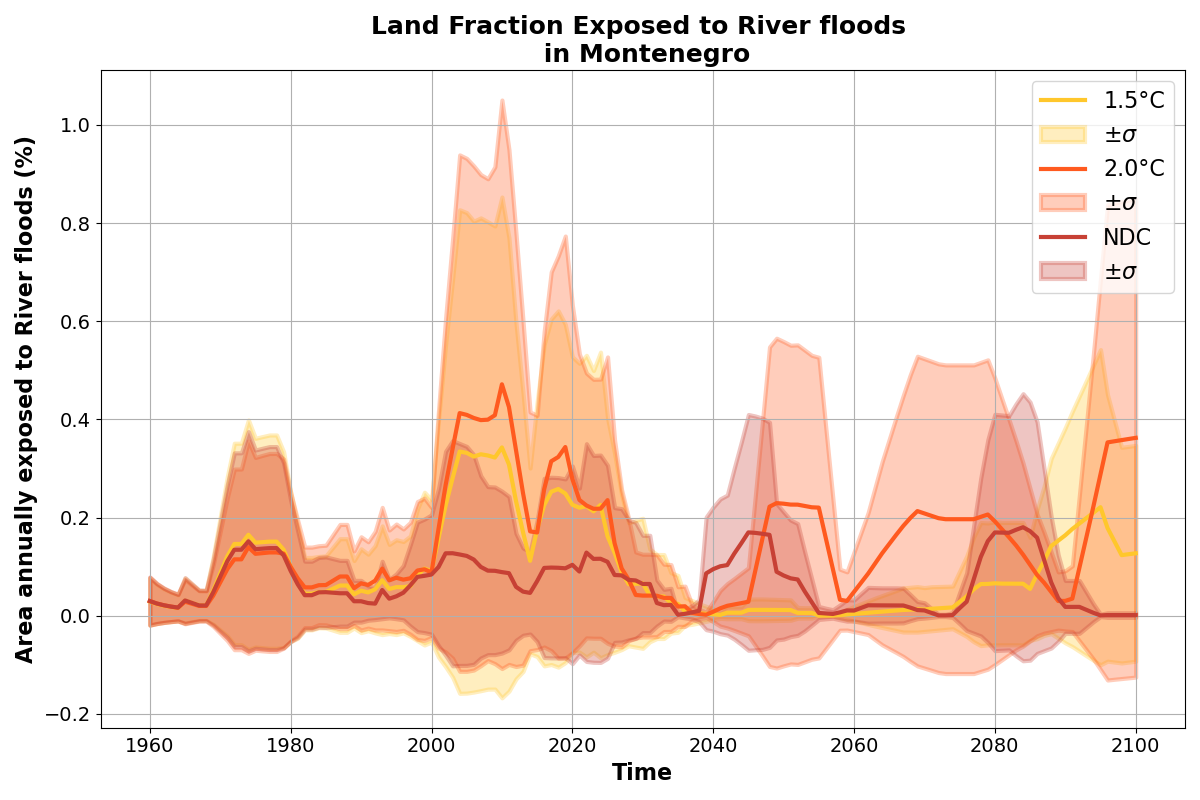 Land Fraction Exposed to River floods
in Montenegro
Area annually exposed to River floods (%)
1.0
0.8
0.6
0.4
0.2
0.0
−0.2
1960
1980
2000
2020
2040
2060
2080
2100
Time
1.5°C
±σ
2.0°C
±σ
NDC
±σ